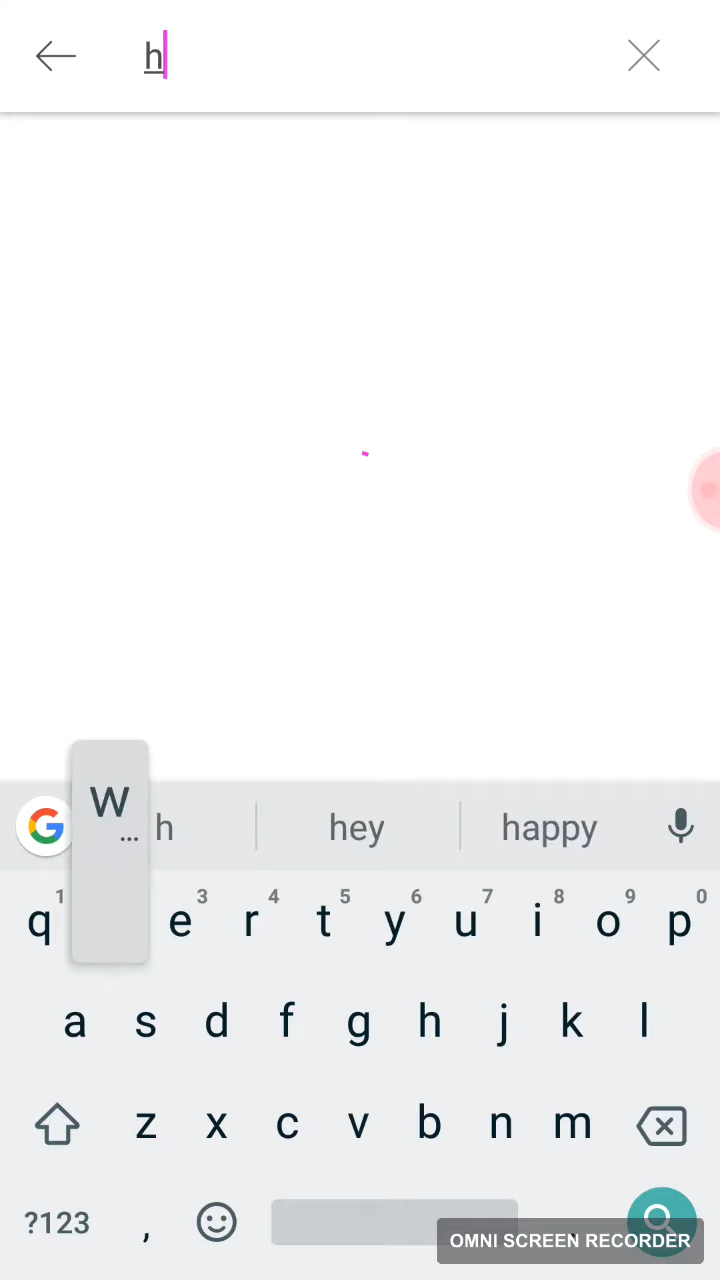 h
W
...
h hey happy
1 3 4 5 6 7 8 9 0
q e r t y u i o p
a s d f g h j k l
z x c v b n m
?123 ,
OMNI SCREEN RECORDER